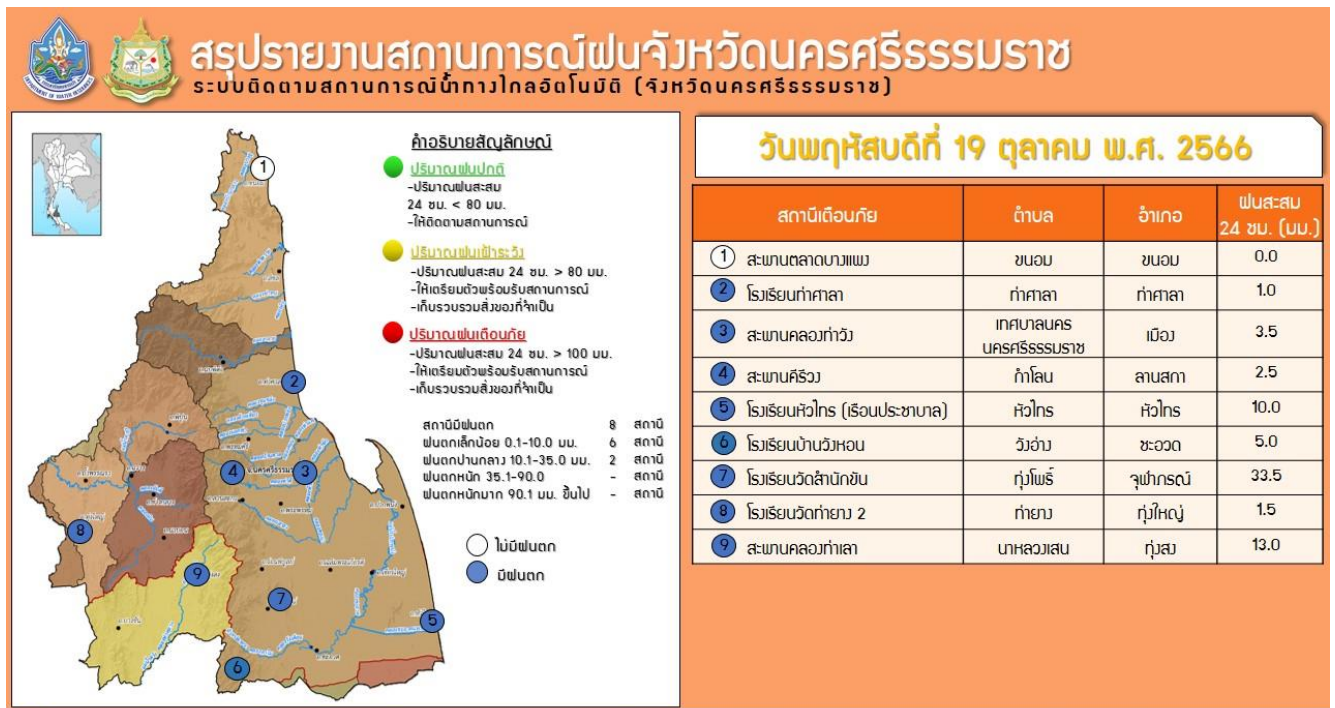 สรุปรายงานสถานการณ์ฝนจังหวัดนครศรีธรรมราช
ระบบติดตามสถานการณ์น้ำทางไกลอัตโนมัติ (จังหวัดนครศรีธรรมราช)
คำอธิบายสัญลักษณ์
ปริมาณฝนปกติ
-ปริมาณฝนสะสม
24 ชม. < 80 มม.
-ให้ติดตามสถานการณ์
ปริมาณฝนเฝ้าระวัง
-ปริมาณฝนสะสม 24 ชม. > 80 มม.
-ให้เตรียมตัวพร้อมรับสถานการณ์
-เก็บรวบรวมสิ่งของที่จำเป็น
ปริมาณฝนเตือนภัย
-ปริมาณฝนสะสม 24 ชม. > 100 มม.
-ให้เตรียมตัวพร้อมรับสถานการณ์
-เก็บรวบรวมสิ่งของที่จำเป็น
สถานีมีฝนตก 8 สถานี
ฝนตกเล็กน้อย 0.1-10.0 มม. 6 สถานี
ฝนตกปานกลาง 10.1-35.0 มม. 2 สถานี
ฝนตกหนัก 35.1-90.0 - สถานี
ฝนตกหนักมาก 90.1 มม. ขึ้นไป - สถานี
ไม่มีฝนตก
มีฝนตก
1
2
4
3
8
9
7
5
6
วันพฤหัสบดีที่ 19 ตุลาคม พ.ศ. 2566
สถานีเตือนภัย ตำบล อำเภอ ฝนสะสม
24 ชม. (มม.)
1 สะพานตลาดบางแพง ขนอม ขนอม 0.0
2 โรงเรียนท่าศาลา ท่าศาลา ท่าศาลา 1.0
3 สะพานคลองท่าวัง เทศบาลนคร
นครศรีธรรมราช เมือง 3.5
4 สะพานคีรีวง กำโลน ลานสกา 2.5
5 โรงเรียนหัวไทร (เรือนประชาบาล) หัวไทร หัวไทร 10.0
6 โรงเรียนบ้านวังหอน วังอ่าง ชะอวด 5.0
7 โรงเรียนวัดสำนักขัน ทุ่งโพธิ์ จุฬาภรณ์ 33.5
8 โรงเรียนวัดท่ายาง 2 ท่ายาง ทุ่งใหญ่ 1.5
9 สะพานคลองท่าเลา นาหลวงเสน ทุ่งสง 13.0